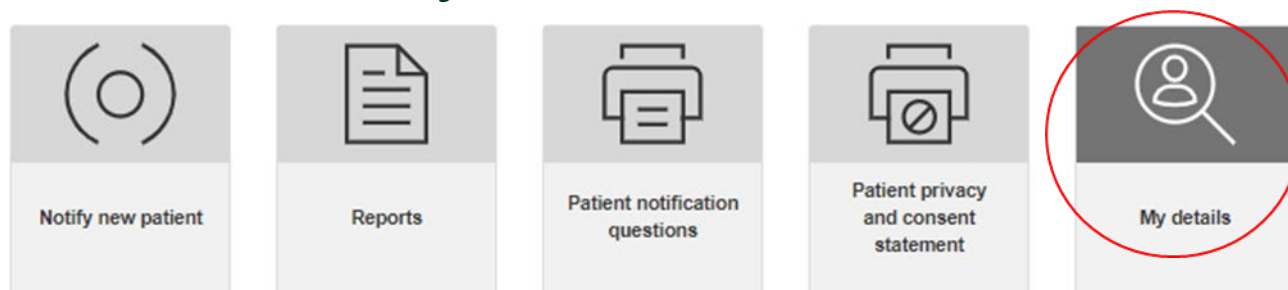 Notify new patient
Reports
Patient notification
questions
Patient privacy
and consent
statement
My details